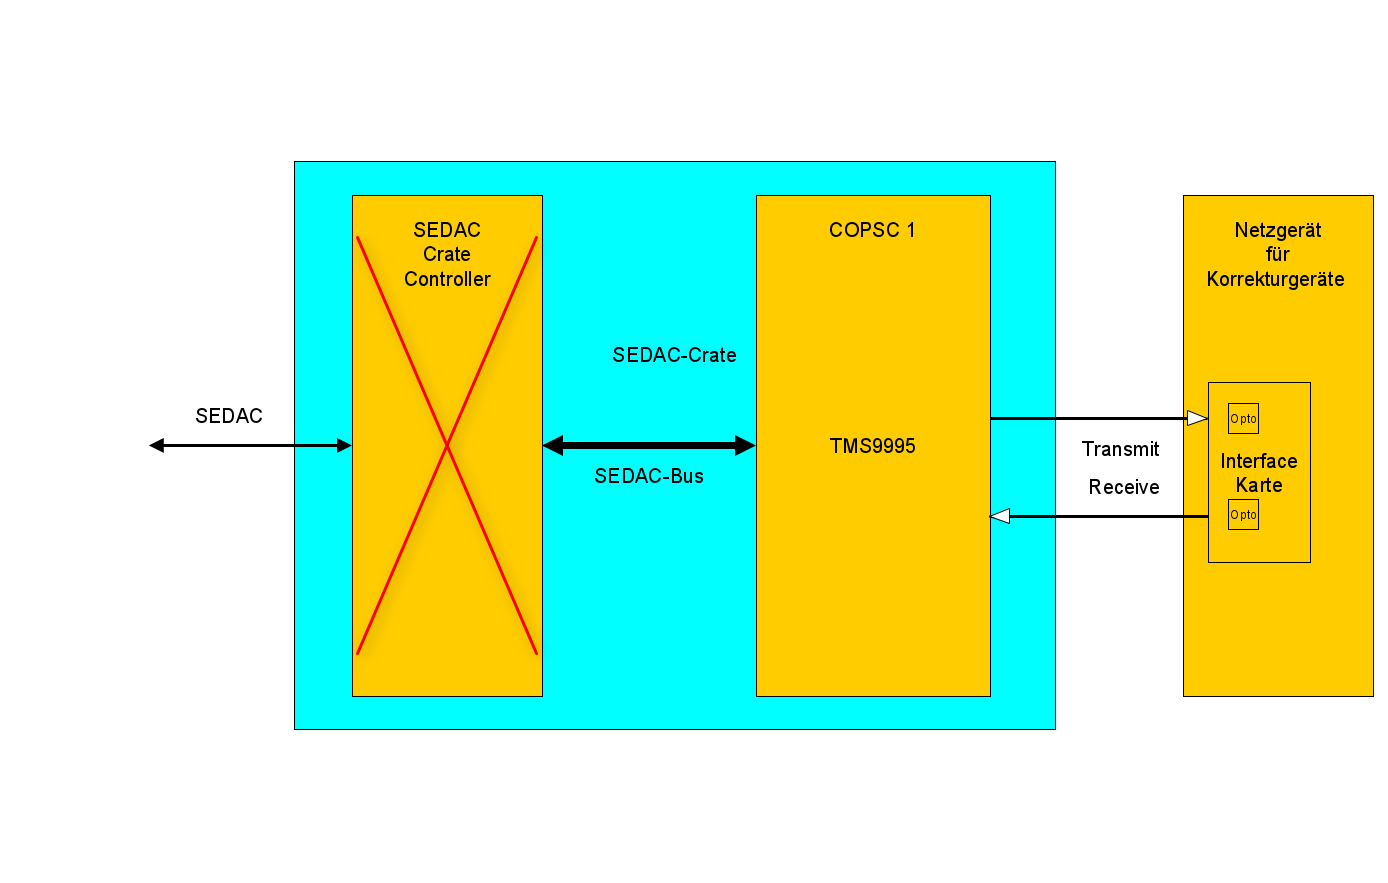 SEDAC
Crate
Controller
COPSC 1
Netzgerät
für
Korrekturgeräte
SEDAC-Crate
SEDAC
TMS9995
SEDAC-Bus
Transmit
Receive
Opto
Interface
Karte
Opto